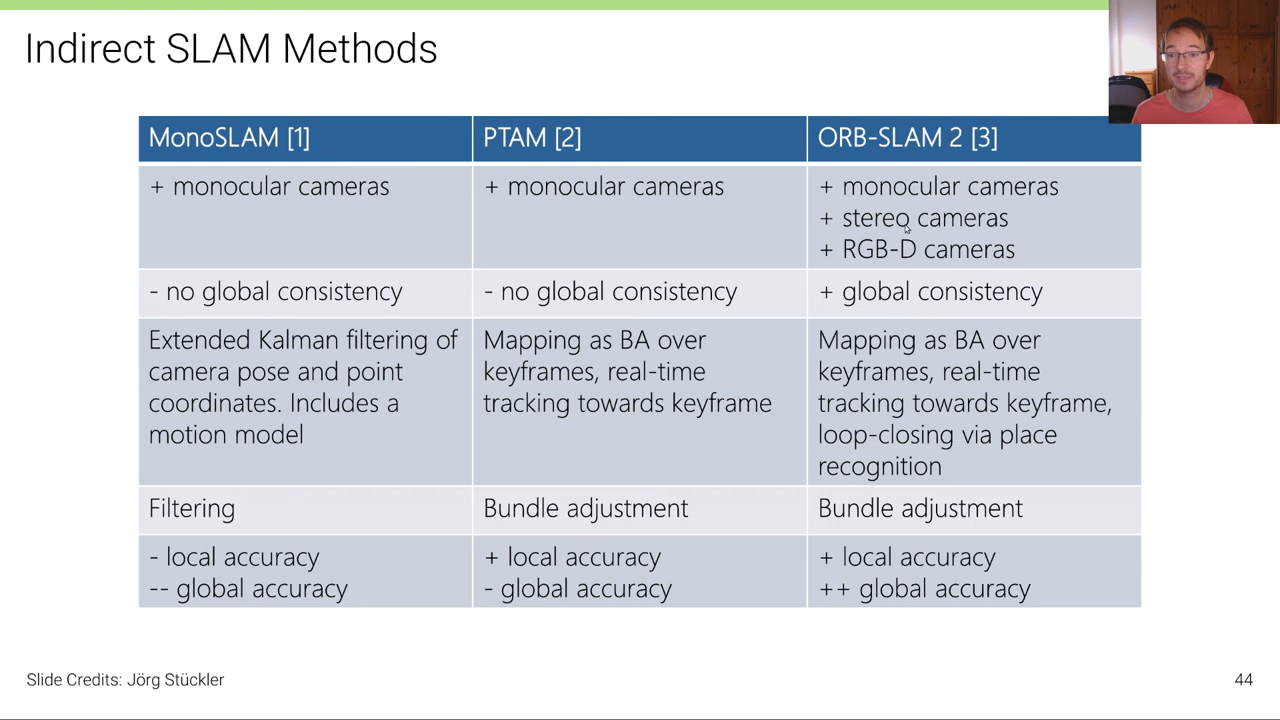 Indirect SLAM Methods
MonoSLAM [1]
PTAM [2]
ORB-SLAM 2 [3]
+ monocular cameras
+ monocular cameras
+ monocular cameras
+ stereo cameras
+ RGB-D cameras
- no global consistency
- no global consistency
+ global consistency
Extended Kalman filtering of
camera pose and point
coordinates. Includes a
motion model
Mapping as BA over
keyframes, real-time
tracking towards keyframe
Mapping as BA over
keyframes, real-time
tracking towards keyframe,
loop-closing via place
recognition
Filtering
Bundle adjustment
Bundle adjustment
- local accuracy
-- global accuracy
+ local accuracy
- global accuracy
+ local accuracy
++ global accuracy
Slide Credits: Jörg Stückler
44